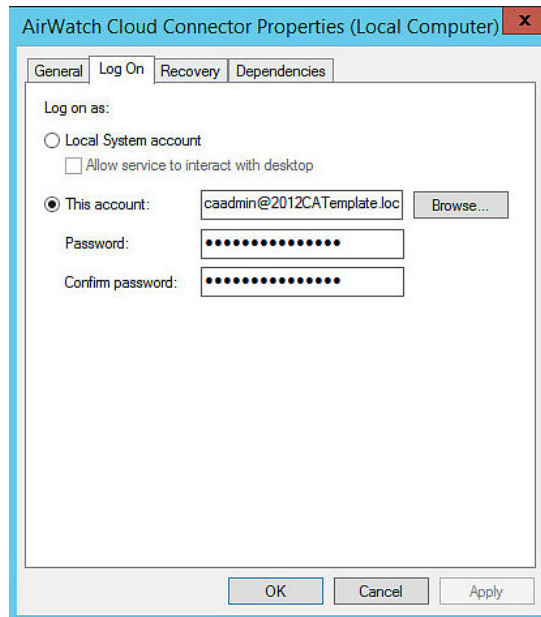 AirWatch Cloud Connector Properties (Local Computer) x
General Log On Recovery Dependencies
Log on as:
Local System account
Allow service to interact with desktop
This account: caadmin@2012CATemplate.loc Browse...
Password: •••••••••••••••
Confirm password: •••••••••••••••
OK Cancel Apply